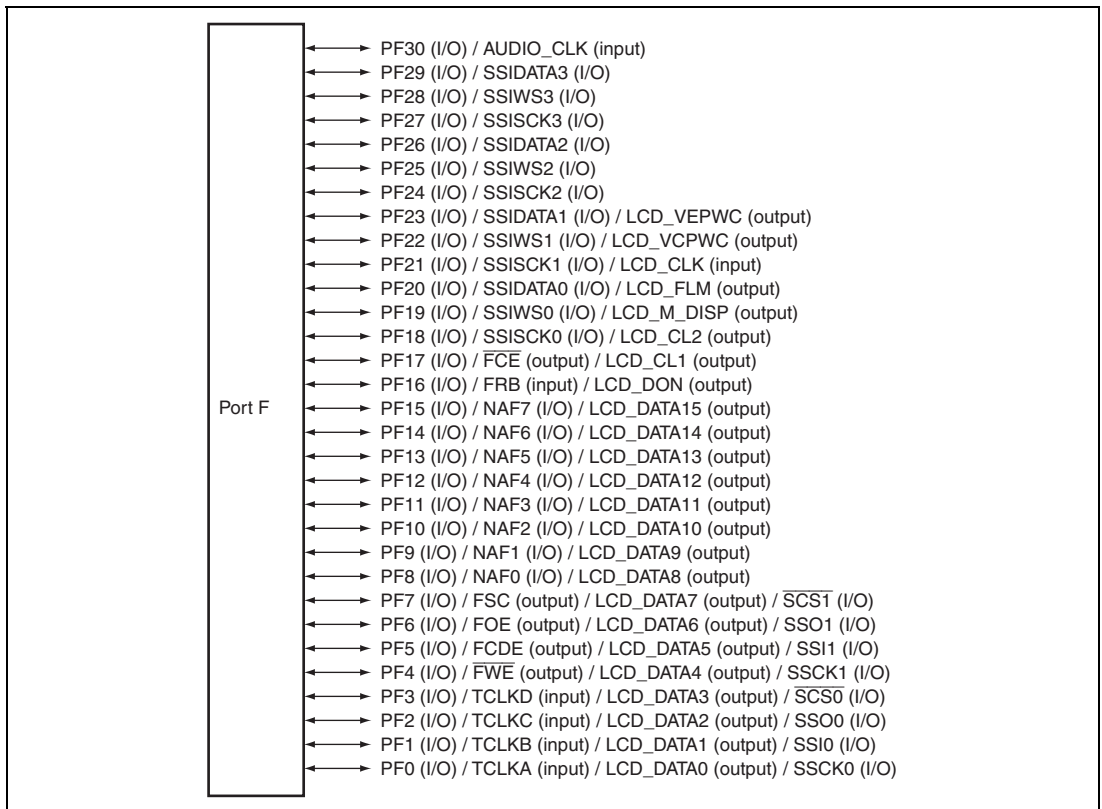 PF30 (I/O) / AUDIO_CLK (input)
PF29 (I/O) / SSIDATA3 (I/O)
PF28 (I/O) / SSIWS3 (I/O)
PF27 (I/O) / SSISCK3 (I/O)
PF26 (I/O) / SSIDATA2 (I/O)
PF25 (I/O) / SSIWS2 (I/O)
PF24 (I/O) / SSISCK2 (I/O)
PF23 (I/O) / SSIDATA1 (I/O) / LCD_VEPWC (output)
PF22 (I/O) / SSIWS1 (I/O) / LCD_VCPWC (output)
PF21 (I/O) / SSISCK1 (I/O) / LCD_CLK (input)
PF20 (I/O) / SSIDATA0 (I/O) / LCD_FLM (output)
PF19 (I/O) / SSIWS0 (I/O) / LCD_M_DISP (output)
PF18 (I/O) / SSISCK0 (I/O) / LCD_CL2 (output)
PF17 (I/O) / F̅C̅E̅ (output) / LCD_CL1 (output)
PF16 (I/O) / FRB (input) / LCD_DON (output)
Port F
PF15 (I/O) / NAF7 (I/O) / LCD_DATA15 (output)
PF14 (I/O) / NAF6 (I/O) / LCD_DATA14 (output)
PF13 (I/O) / NAF5 (I/O) / LCD_DATA13 (output)
PF12 (I/O) / NAF4 (I/O) / LCD_DATA12 (output)
PF11 (I/O) / NAF3 (I/O) / LCD_DATA11 (output)
PF10 (I/O) / NAF2 (I/O) / LCD_DATA10 (output)
PF9 (I/O) / NAF1 (I/O) / LCD_DATA9 (output)
PF8 (I/O) / NAF0 (I/O) / LCD_DATA8 (output)
PF7 (I/O) / FSC (output) / LCD_DATA7 (output) / S̅C̅S̅1̅ (I/O)
PF6 (I/O) / FOE (output) / LCD_DATA6 (output) / SSO1 (I/O)
PF5 (I/O) / FCDE (output) / LCD_DATA5 (output) / SSI1 (I/O)
PF4 (I/O) / F̅W̅E̅ (output) / LCD_DATA4 (output) / SSCK1 (I/O)
PF3 (I/O) / TCLKD (input) / LCD_DATA3 (output) / S̅C̅S̅0̅ (I/O)
PF2 (I/O) / TCLKC (input) / LCD_DATA2 (output) / SSO0 (I/O)
PF1 (I/O) / TCLKB (input) / LCD_DATA1 (output) / SSI0 (I/O)
PF0 (I/O) / TCLKA (input) / LCD_DATA0 (output) / SSCK0 (I/O)